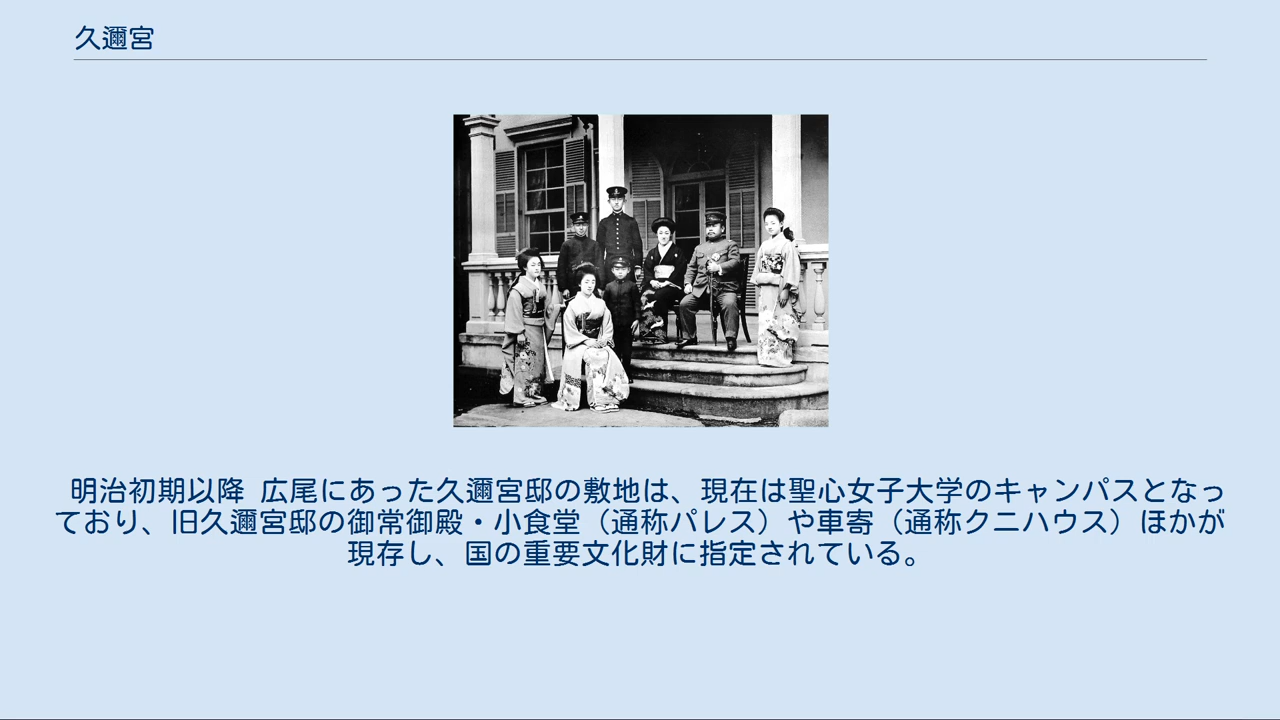 久邇宮
明治初期以降 広尾にあった久邇宮邸の敷地は、現在は聖心女子大学のキャンパスとなっ
ており、旧久邇宮邸の御常御殿・小食堂（通称パレス）や車寄（通称クニハウス）ほかが
現存し、国の重要文化財に指定されている。